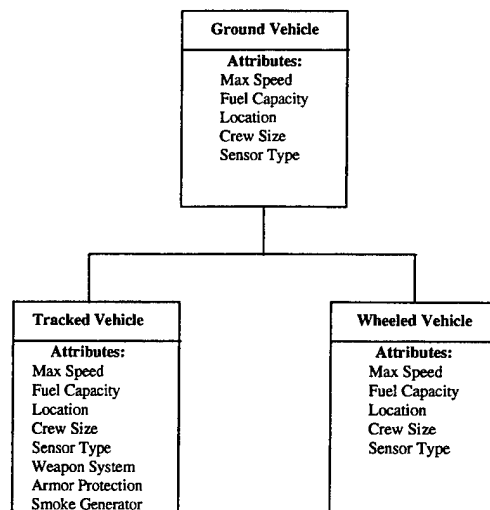 Ground Vehicle
Attributes:
Max Speed
Fuel Capacity
Location
Crew Size
Sensor Type
Tracked Vehicle
Attributes:
Max Speed
Fuel Capacity
Location
Crew Size
Sensor Type
Weapon System
Armor Protection
Smoke Generator
Wheeled Vehicle
Attributes:
Max Speed
Fuel Capacity
Location
Crew Size
Sensor Type